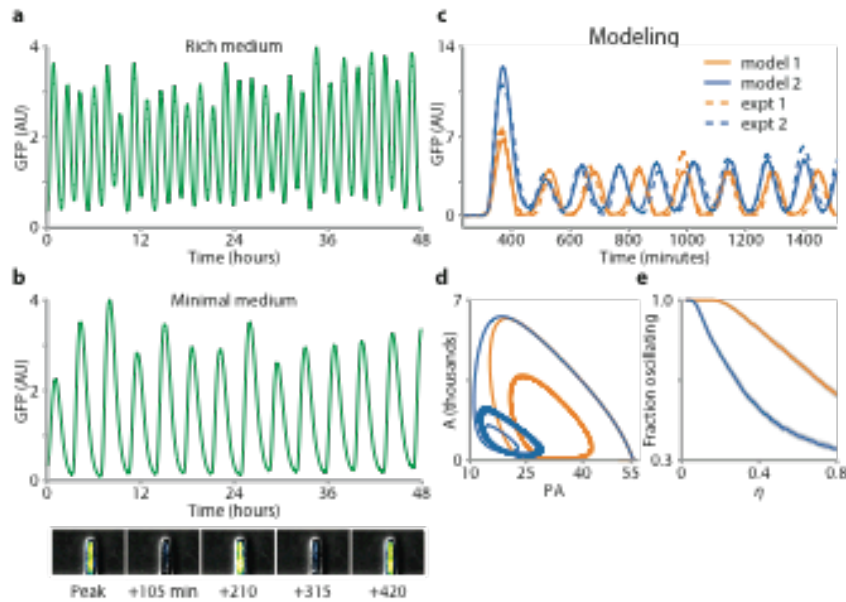 a
Rich medium
4
2
0
GFP (AU)
0 12 24 36 48
Time (hours)
b
Minimal medium
4
2
0
GFP (AU)
0 12 24 26 48
Time (hours)
Peak +105 min +210 +315 +420
c
Modeling
14
7
0
GFP (AU)
model 1
model 2
expt 1
expt 2
400 600 800 1000 1200 1400
Time (minutes)
d
7
0
A (thousands)
10 25 40 55
PA
e
1.0
0.3
Fraction oscillating
0 0.4 0.8
η